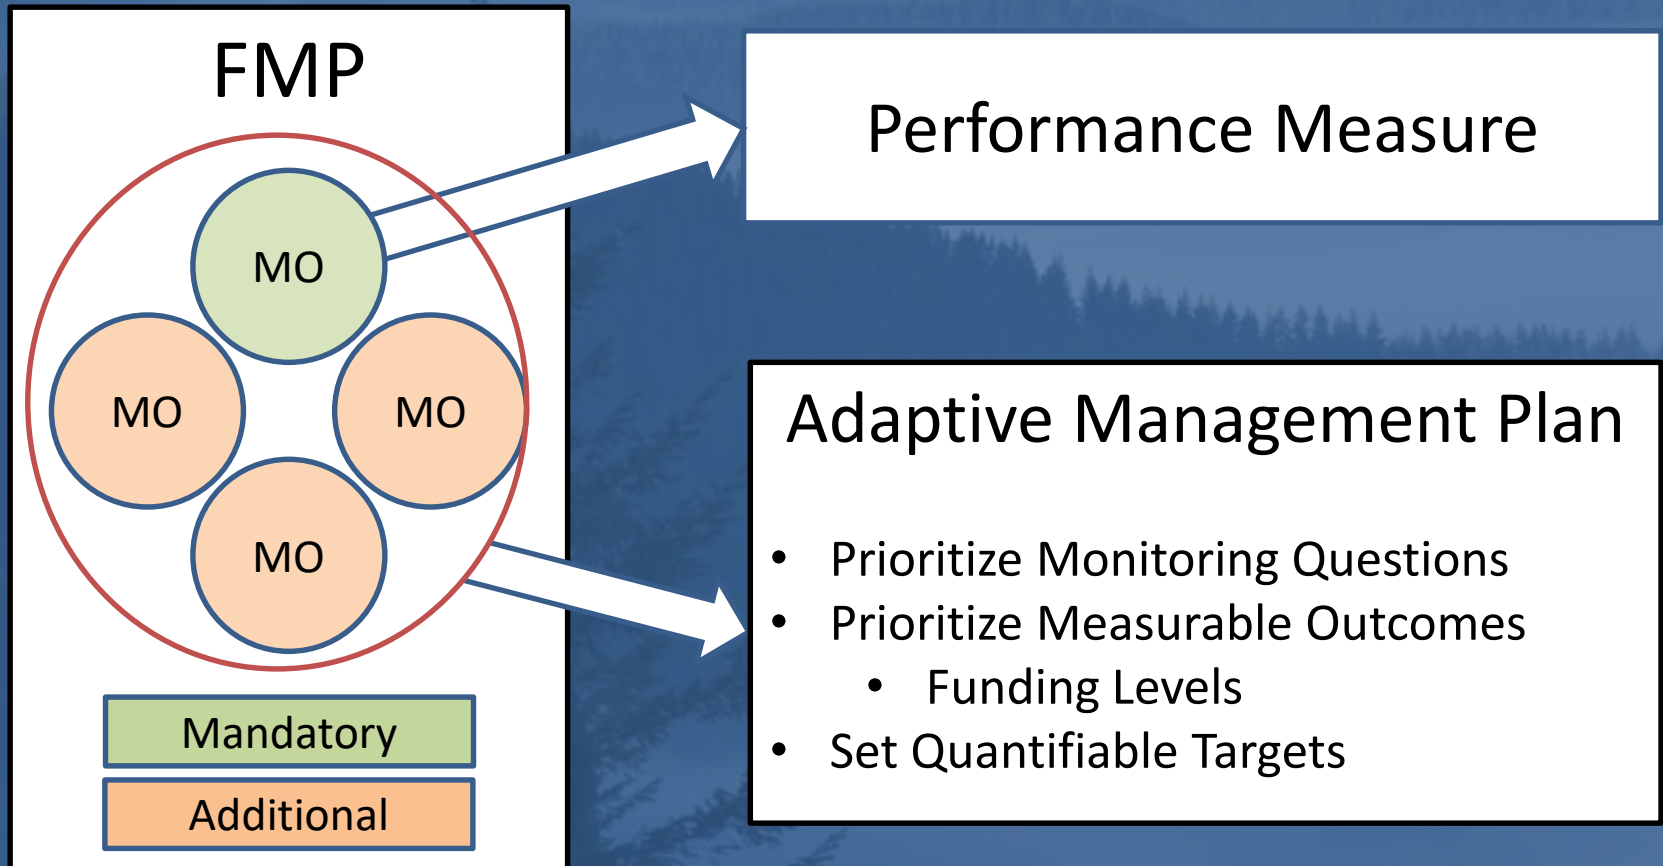 FMP
MO
MO
MO
MO
Mandatory
Additional
Performance Measure
Adaptive Management Plan
• Prioritize Monitoring Questions
• Prioritize Measurable Outcomes
• Funding Levels
• Set Quantifiable Targets